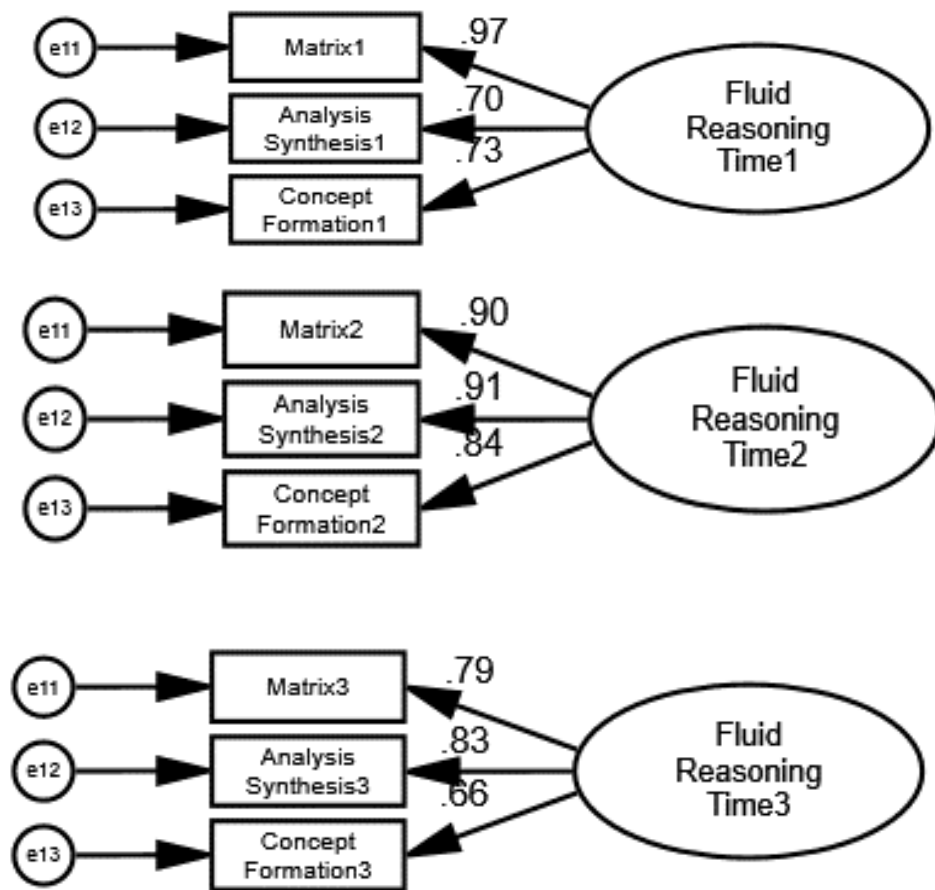 e11
Matrix1
.97
e12
Analysis
Synthesis1
.70
e13
Concept
Formation1
.73
Fluid
Reasoning
Time1
e11
Matrix2
.90
e12
Analysis
Synthesis2
.91
e13
Concept
Formation2
.84
Fluid
Reasoning
Time2
e11
Matrix3
.79
e12
Analysis
Synthesis3
.83
e13
Concept
Formation3
.66
Fluid
Reasoning
Time3